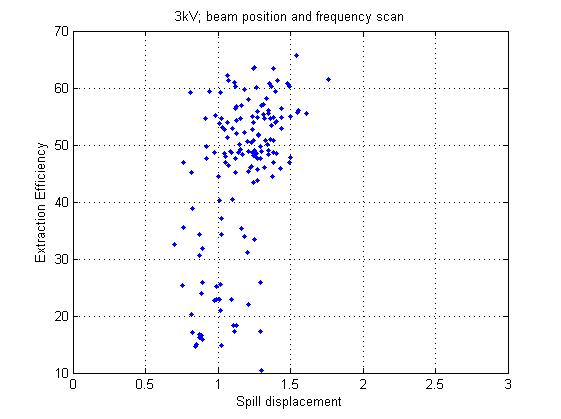 3kV; beam position and frequency scan
70
60
50
40
30
20
10
Extraction Efficiency
0 0.5 1 1.5 2 2.5 3
Spill displacement